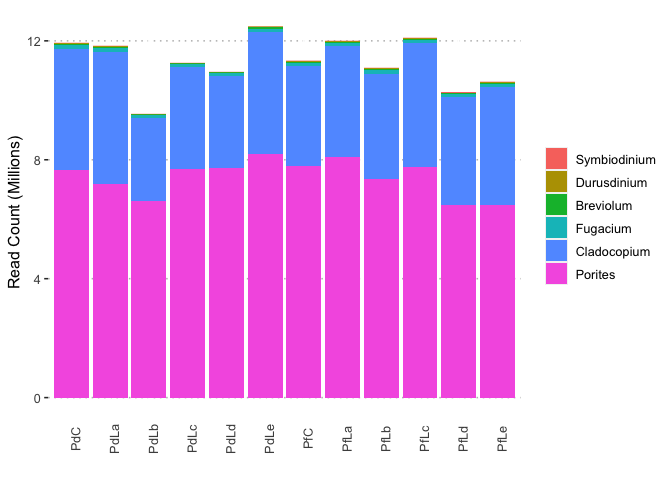 Read Count (Millions)
12
8
4
0
PdC
PdLa
PdLb
PdLc
PdLd
PdLe
PfC
PfLa
PfLb
PfLc
PfLd
PfLe
Symbiodinium
Durusdinium
Breviolum
Fugacium
Cladocopium
Porites